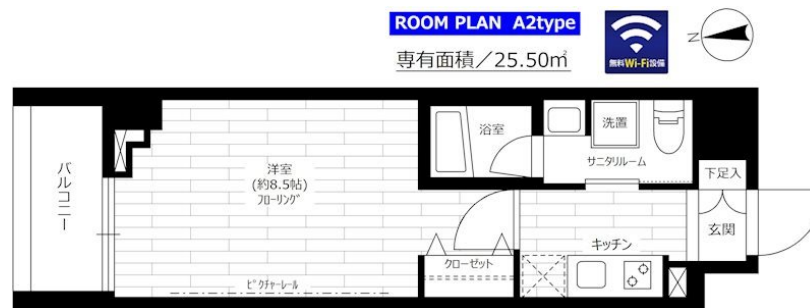 ROOM PLAN A2type
専有面積／25.50㎡
無料Wi-Fi設備
N
バルコニー
洋室
(約8.5帖)
フローリング
ピクチャーレール
浴室
洗置
サニタリルーム
クローゼット
キッチン
下足入
玄関